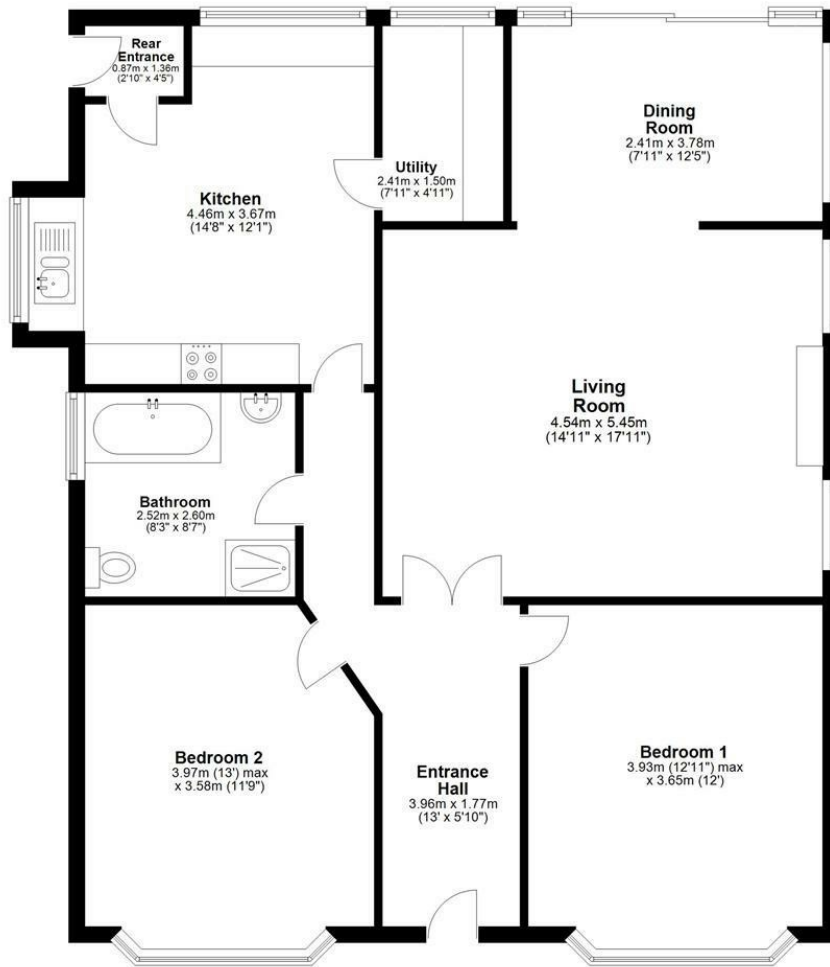 Rear
Entrance
0.87m x 1.36m
(2'10" x 4'5")
Dining
Room
2.41m x 3.78m
(7'11" x 12'5")
Utility
2.41m x 1.50m
(7'11" x 4'11")
Kitchen
4.46m x 3.67m
(14'8" x 12'1")
Living
Room
4.54m x 5.45m
(14'11" x 17'11")
Bathroom
2.52m x 2.60m
(8'3" x 8'7")
Bedroom 2
3.97m (13') max
x 3.58m (11'9")
Entrance
Hall
3.96m x 1.77m
(13' x 5'10")
Bedroom 1
3.93m (12'11") max
x 3.65m (12')